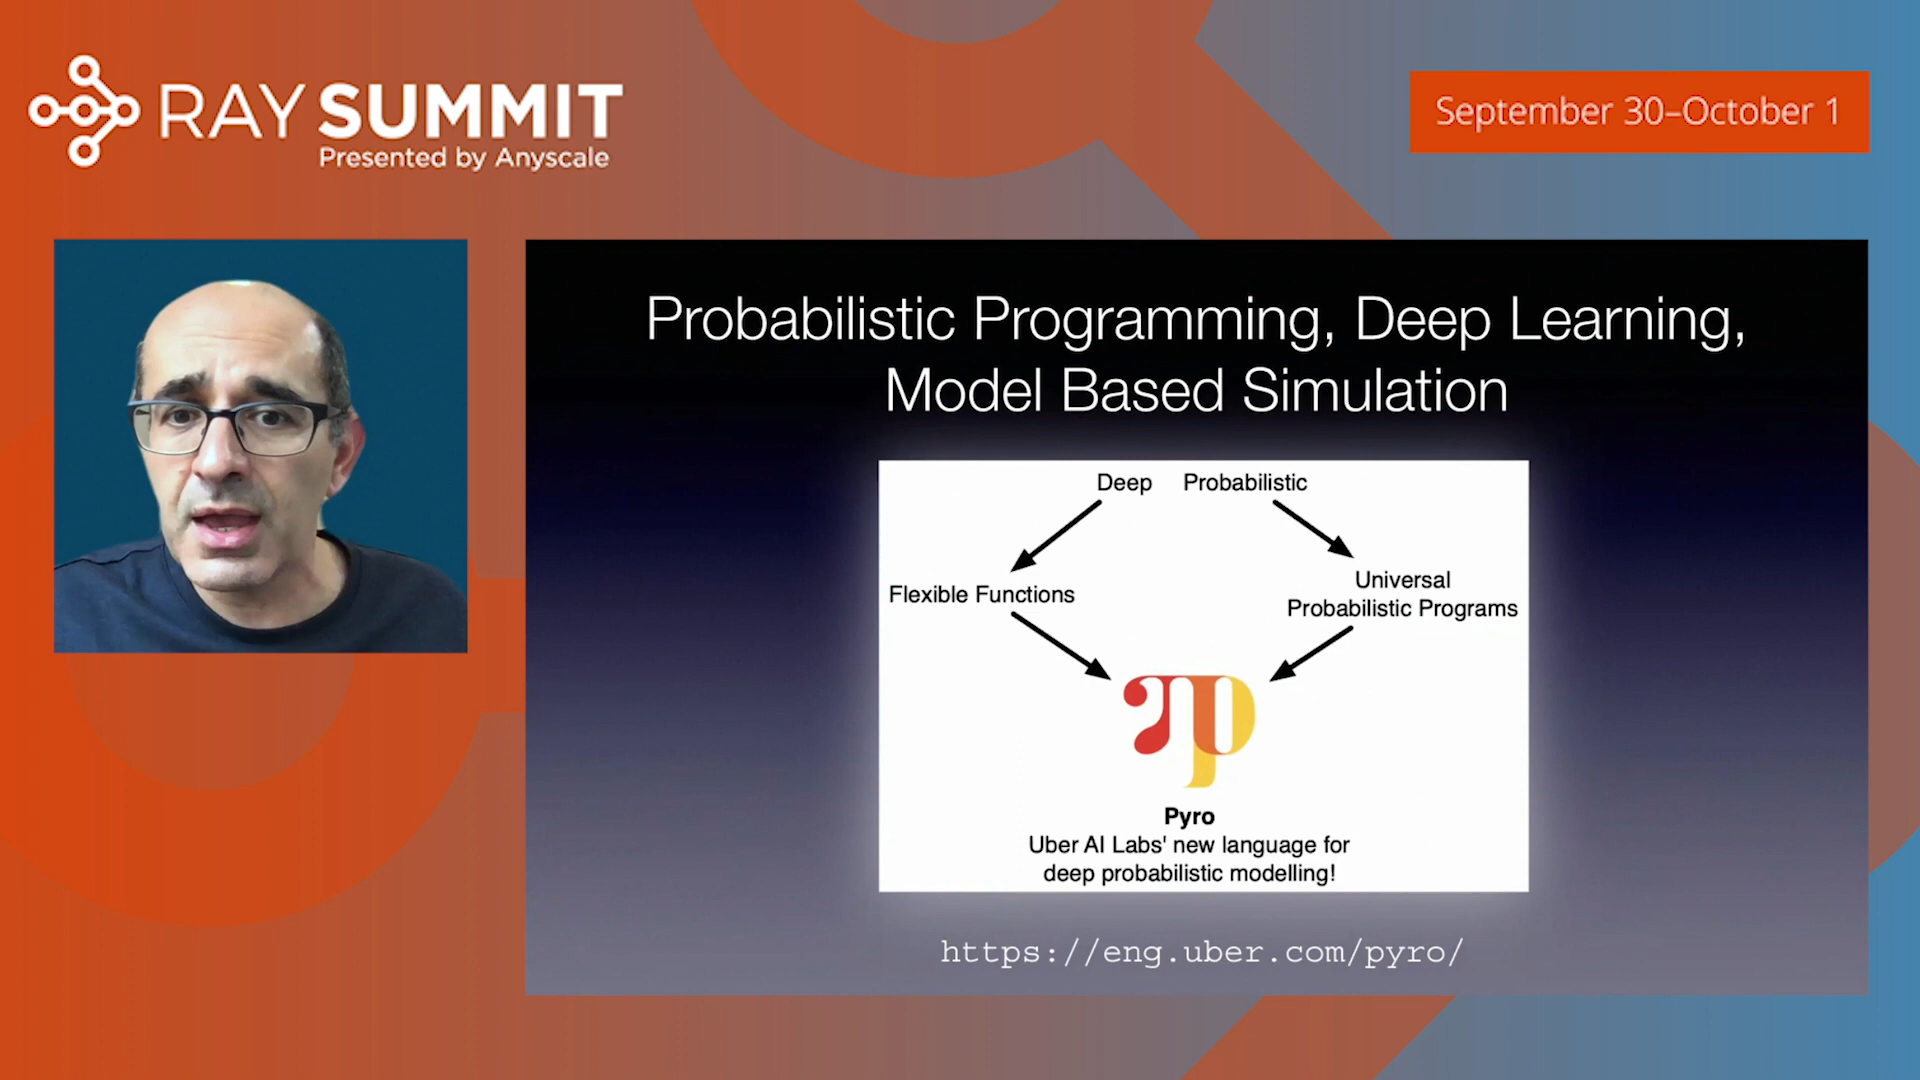 RAY SUMMIT
Presented by Anyscale
September 30–October 1
Probabilistic Programming, Deep Learning,
Model Based Simulation
Deep Probabilistic
Flexible Functions
Universal
Probabilistic Programs
Pyro
Uber AI Labs' new language for
deep probabilistic modelling!
https://eng.uber.com/pyro/